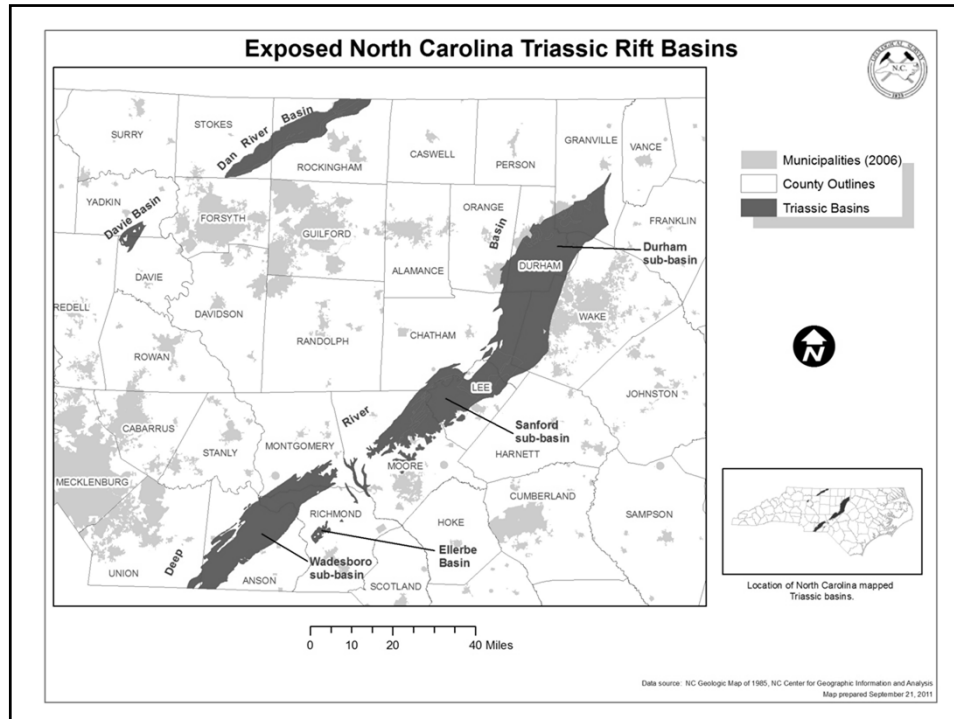 Exposed North Carolina Triassic Rift Basins
GEOLOGICAL SURVEY
N.C.
1823
SURRY
STOKES
Dan River Basin
ROCKINGHAM
CASWELL
PERSON
GRANVILLE
VANCE
YADKIN
Davie Basin
FORSYTH
GUILFORD
ORANGE
Basin
FRANKLIN
DURHAM
Durham
sub-basin
ALAMANCE
DAVIE
REDELL
DAVIDSON
RANDOLPH
CHATHAM
WAKE
ROWAN
LEE
JOHNSTON
River
Sanford
sub-basin
CABARRUS
STANLY
MONTGOMERY
HARNETT
MOORE
MECKLENBURG
CUMBERLAND
SAMPSON
RICHMOND
HOKE
Deep
UNION
ANSON
Wadesboro
sub-basin
Ellerbe
Basin
SCOTLAND
Municipalities (2006)
County Outlines
Triassic Basins
N
Location of North Carolina mapped
Triassic basins.
0 10 20 40 Miles
Data source: NC Geologic Map of 1985, NC Center for Geographic Information and Analysis
Map prepared September 21, 2011